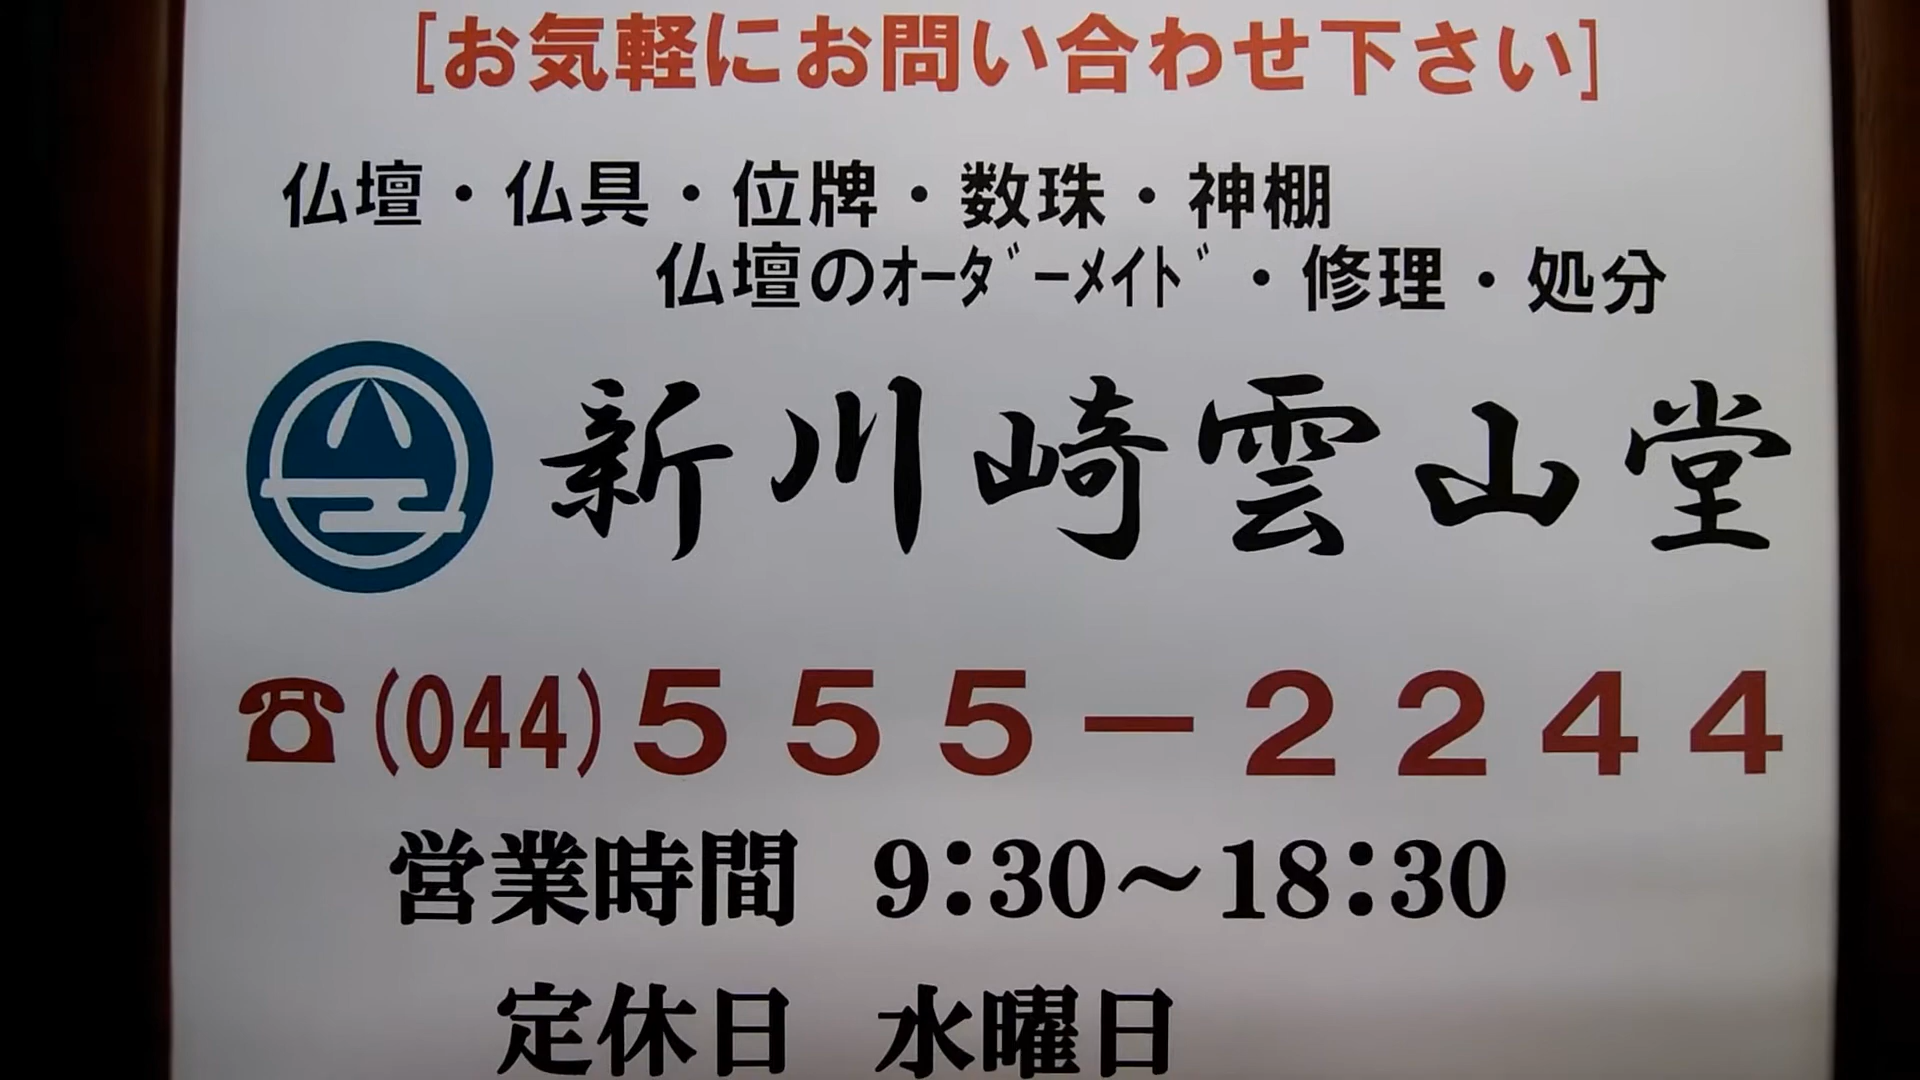 [お気軽にお問い合わせ下さい]
仏壇・仏具・位牌・数珠・神棚
仏壇のｵｰﾀﾞｰﾒｲﾄﾞ・修理・処分
新川崎雲山堂
☎(044)５５５－２２４４
営業時間 9:30～18:30
定休日 水曜日